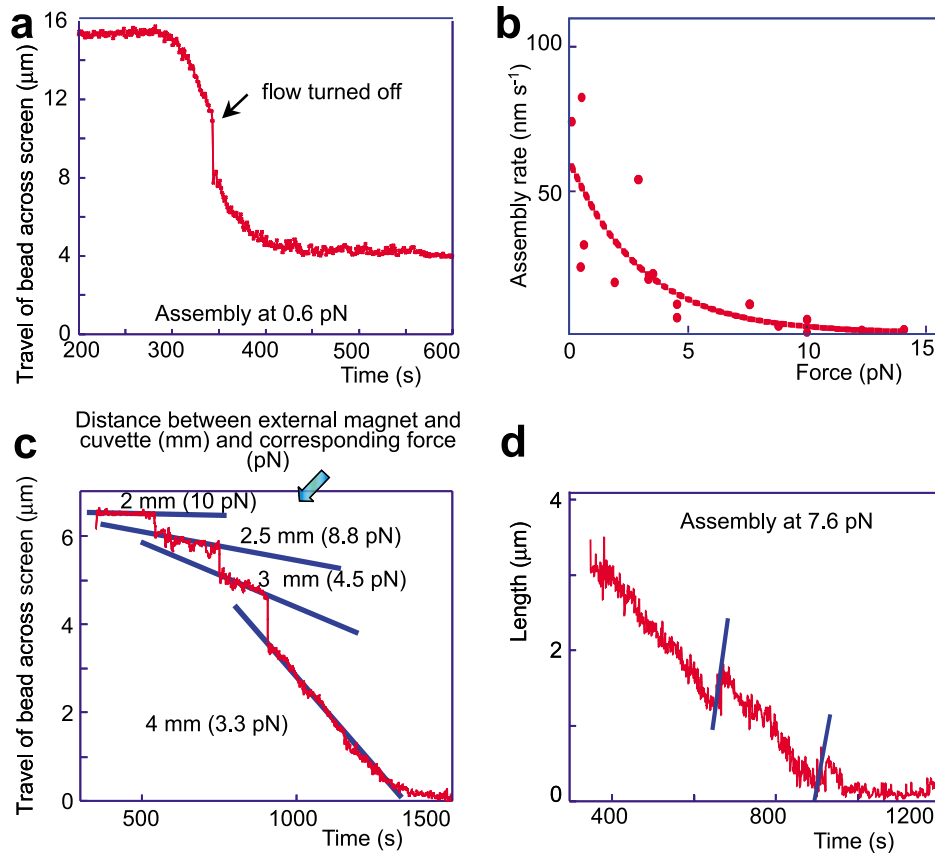 a
Travel of bead across screen (μm)
16
12
8
4
0
flow turned off
Assembly at 0.6 pN
200 300 400 500 600
Time (s)
b
Assembly rate (nm s⁻¹)
100
50
0 5 10 15
Force (pN)
c
Distance between external magnet and
cuvette (mm) and corresponding force
(pN)
Travel of bead across screen (μm)
6
4
2
0
2 mm (10 pN)
2.5 mm (8.8 pN)
3 mm (4.5 pN)
4 mm (3.3 pN)
500 1000 1500
Time (s)
d
Length (μm)
4
2
0
Assembly at 7.6 pN
400 800 1200
Time (s)